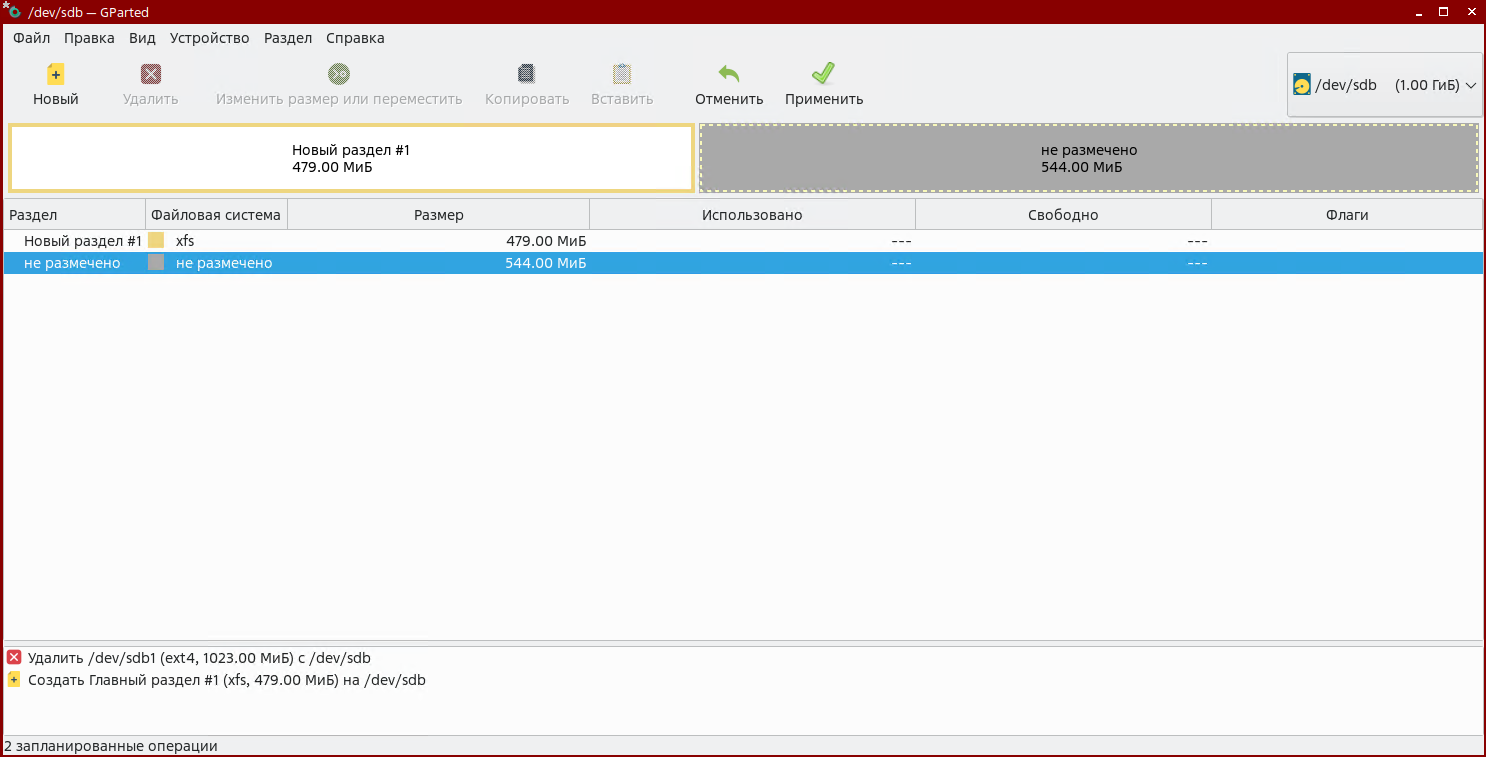 /dev/sdb — GParted
Файл Правка Вид Устройство Раздел Справка
Новый Удалить Изменить размер или переместить Копировать Вставить Отменить Применить /dev/sdb (1.00 ГиБ)
Новый раздел #1
479.00 МиБ
не размечено
544.00 МиБ
Раздел Файловая система Размер Использовано Свободно Флаги
Новый раздел #1 xfs 479.00 МиБ --- ---
не размечено не размечено 544.00 МиБ --- ---
Удалить /dev/sdb1 (ext4, 1023.00 МиБ) с /dev/sdb
Создать Главный раздел #1 (xfs, 479.00 МиБ) на /dev/sdb
2 запланированные операции